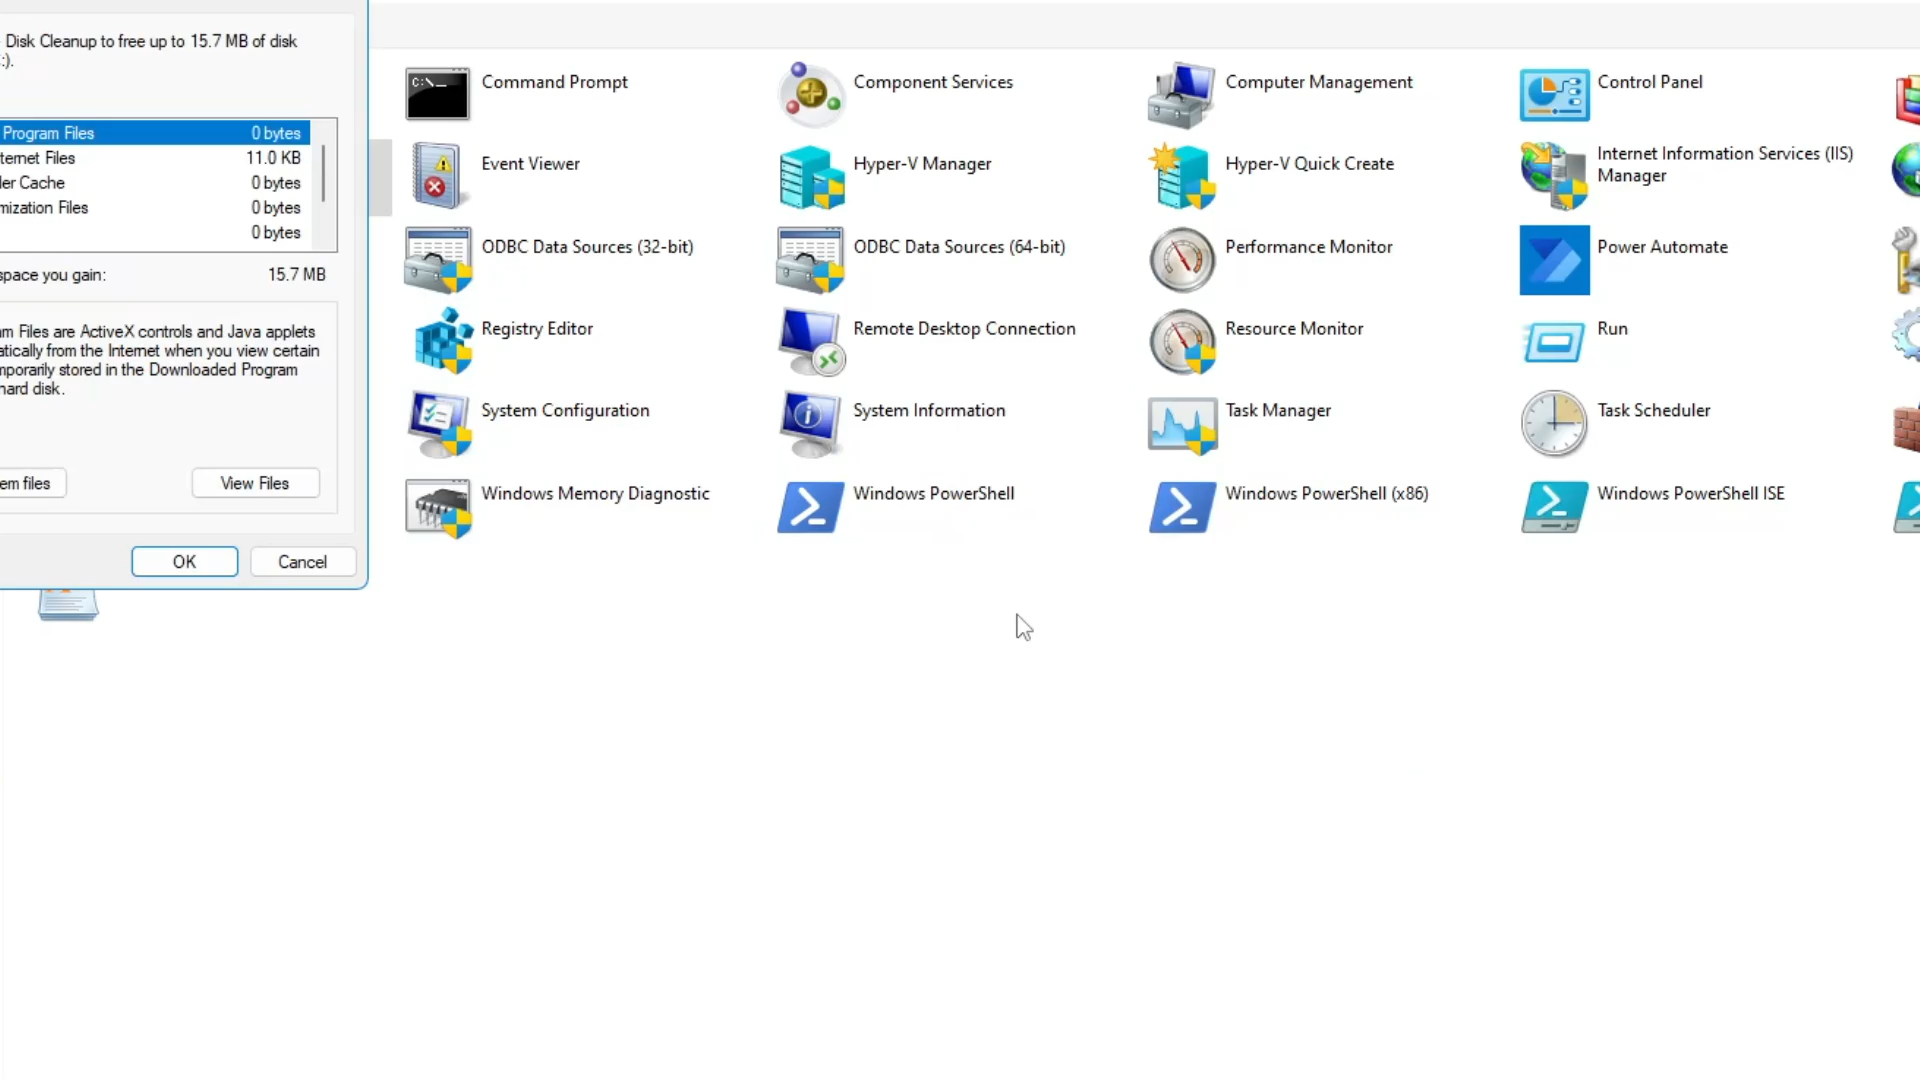 Disk Cleanup to free up to 15.7 MB of disk
:).
Program Files 0 bytes
ternet Files 11.0 KB
ler Cache 0 bytes
mization Files 0 bytes
0 bytes
space you gain: 15.7 MB
am Files are ActiveX controls and Java applets
atically from the Internet when you view certain
mporarily stored in the Downloaded Program
hard disk.
em files
View Files
OK
Cancel
C:\_
Command Prompt
Component Services
Computer Management
Control Panel
Event Viewer
Hyper-V Manager
Hyper-V Quick Create
Internet Information Services (IIS)
Manager
ODBC Data Sources (32-bit)
ODBC Data Sources (64-bit)
Performance Monitor
Power Automate
Registry Editor
Remote Desktop Connection
Resource Monitor
Run
System Configuration
System Information
Task Manager
Task Scheduler
Windows Memory Diagnostic
Windows PowerShell
Windows PowerShell (x86)
Windows PowerShell ISE